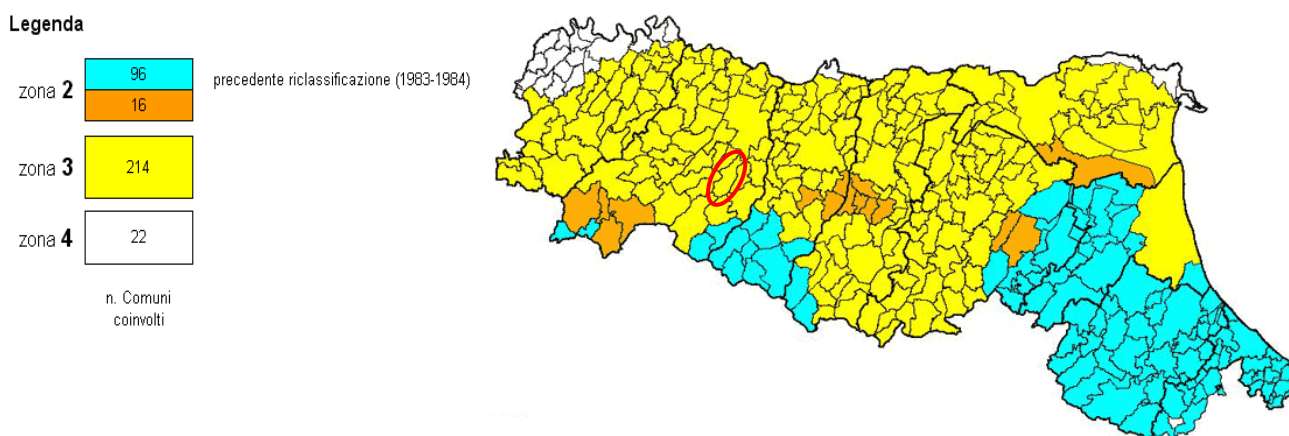 Legenda
zona 2
96
16
precedente riclassificazione (1983-1984)
zona 3
214
zona 4
22
n. Comuni
coinvolti